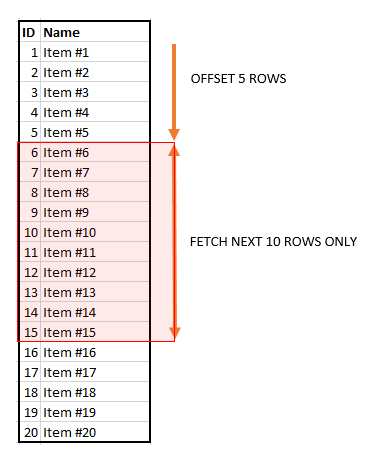 ID Name
1 Item #1
2 Item #2
OFFSET 5 ROWS
3 Item #3
4 Item #4
5 Item #5
6 Item #6
7 Item #7
8 Item #8
9 Item #9
10 Item #10
FETCH NEXT 10 ROWS ONLY
11 Item #11
12 Item #12
13 Item #13
14 Item #14
15 Item #15
16 Item #16
17 Item #17
18 Item #18
19 Item #19
20 Item #20